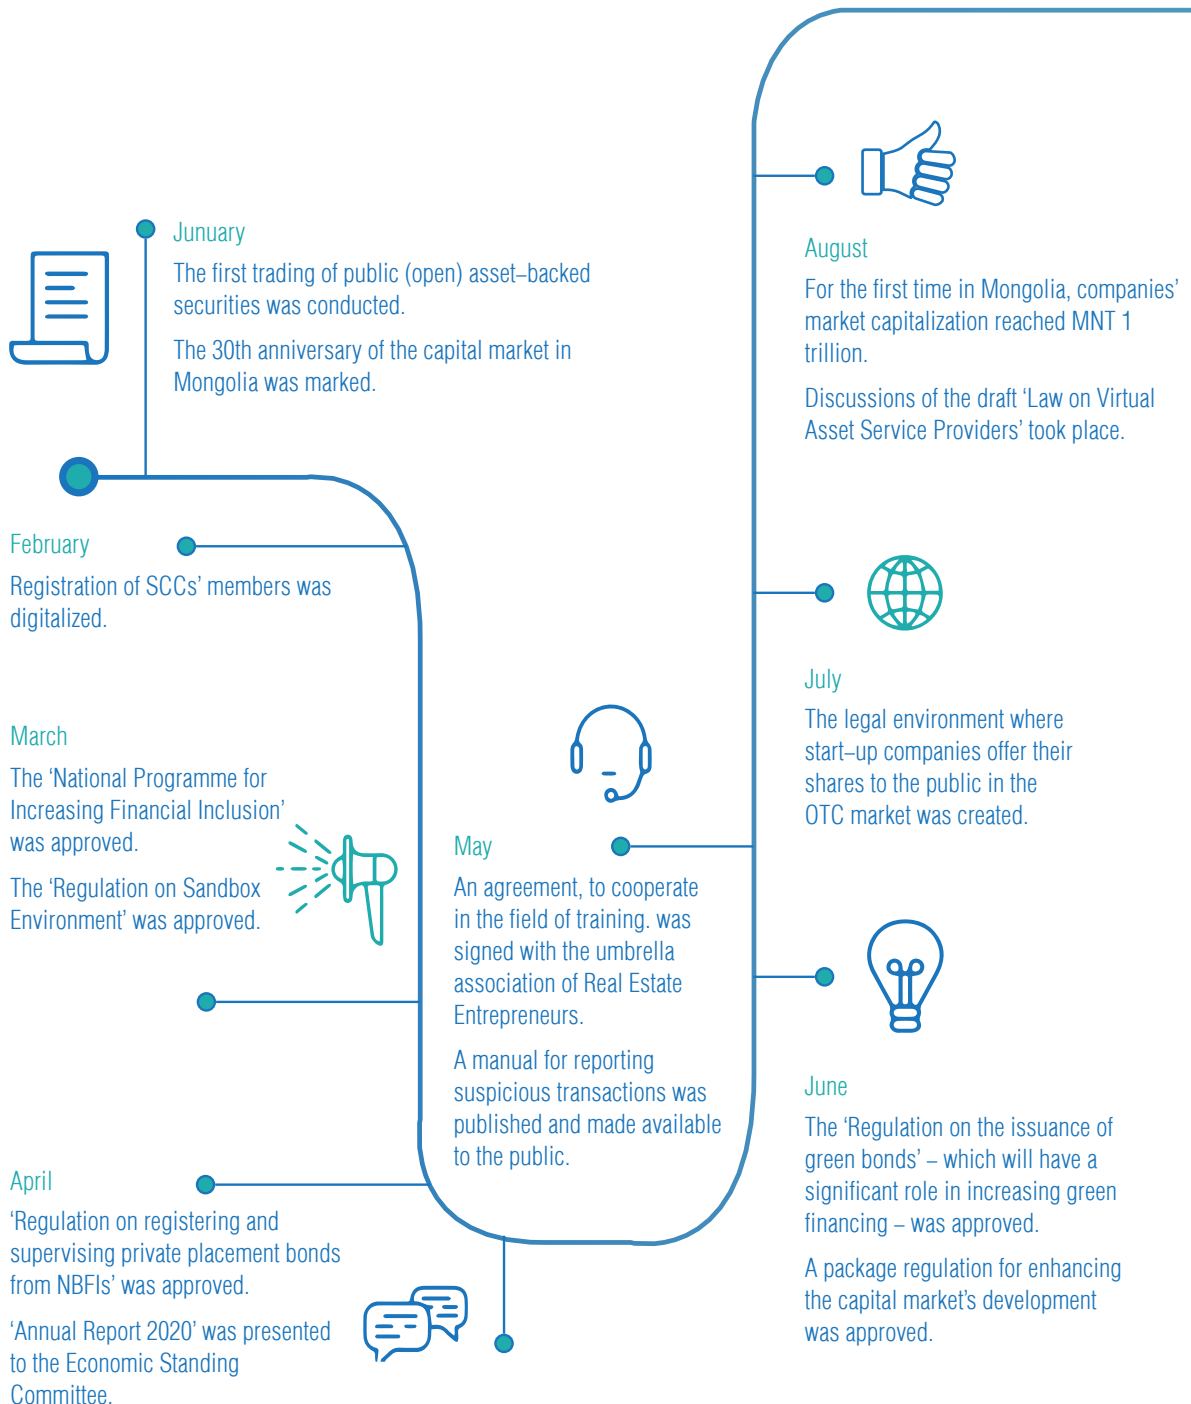 Junuary
The first trading of public (open) asset–backed
securities was conducted.
The 30th anniversary of the capital market in
Mongolia was marked.
February
Registration of SCCs’ members was
digitalized.
March
The ‘National Programme for
Increasing Financial Inclusion’
was approved.
The ‘Regulation on Sandbox
Environment’ was approved.
April
‘Regulation on registering and
supervising private placement bonds
from NBFIs’ was approved.
‘Annual Report 2020’ was presented
to the Economic Standing
Committee.
May
An agreement, to cooperate
in the field of training. was
signed with the umbrella
association of Real Estate
Entrepreneurs.
A manual for reporting
suspicious transactions was
published and made available
to the public.
June
The ‘Regulation on the issuance of
green bonds’ – which will have a
significant role in increasing green
financing – was approved.
A package regulation for enhancing
the capital market’s development
was approved.
July
The legal environment where
start–up companies offer their
shares to the public in the
OTC market was created.
August
For the first time in Mongolia, companies’
market capitalization reached MNT 1
trillion.
Discussions of the draft ‘Law on Virtual
Asset Service Providers’ took place.